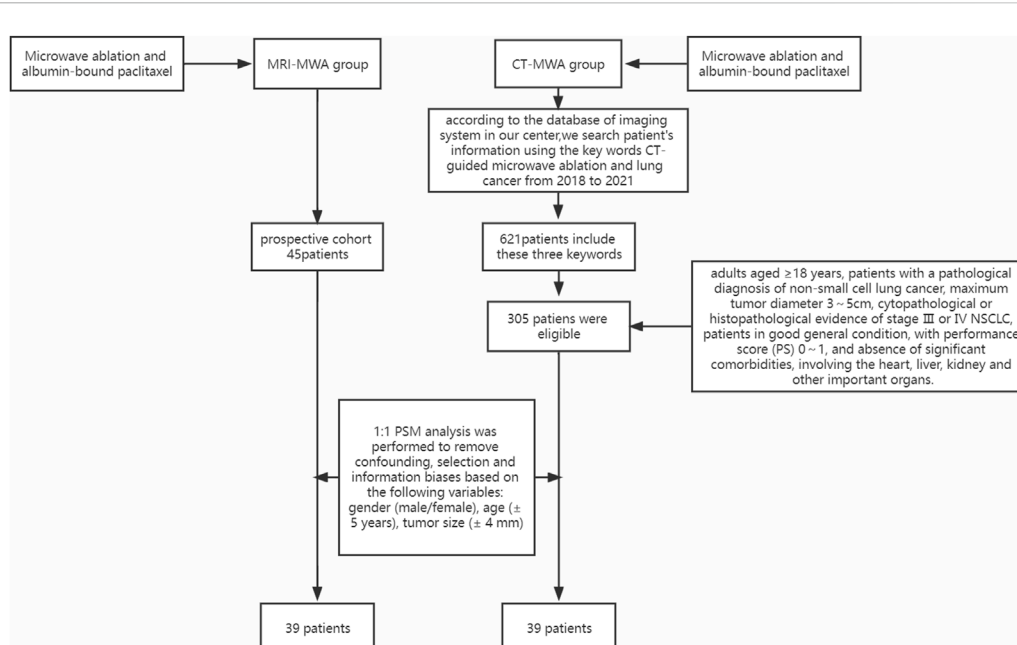 Microwave ablation and
albumin-bound paclitaxel
MRI-MWA group
CT-MWA group
Microwave ablation and
albumin-bound paclitaxel
according to the database of imaging
system in our center,we search patient's
information using the key words CT-
guided microwave ablation and lung
cancer from 2018 to 2021
prospective cohort
45patients
621patients include
these three keywords
305 patiens were
eligible
adults aged ≥18 years, patients with a pathological
diagnosis of non-small cell lung cancer, maximum
tumor diameter 3~5cm, cytopathological or
histopathological evidence of stage Ⅲ or IV NSCLC,
patients in good general condition, with performance
score (PS) 0~1, and absence of significant
comorbidities, involving the heart, liver, kidney and
other important organs.
1:1 PSM analysis was
performed to remove
confounding, selection and
information biases based on
the following variables:
gender (male/female), age (±
5 years), tumor size (± 4 mm)
39 patients
39 patients